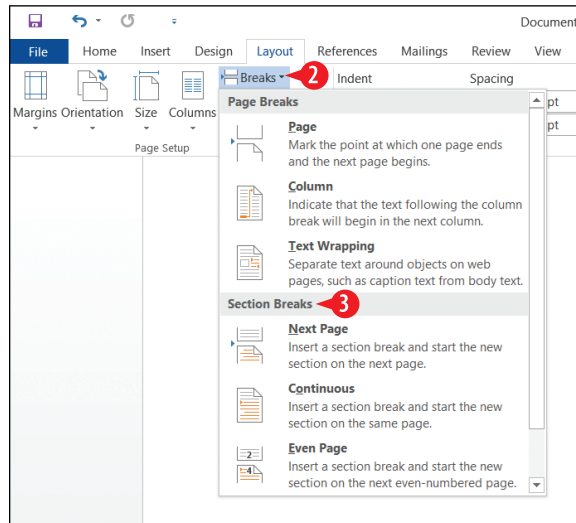 Document
File Home Insert Design Layout References Mailings Review View
Breaks 2 Indent Spacing
Margins Orientation Size Columns
pt
pt
Page Setup
Page Breaks
Page
Mark the point at which one page ends
and the next page begins.
Column
Indicate that the text following the column
break will begin in the next column.
Text Wrapping
Separate text around objects on web
pages, such as caption text from body text.
Section Breaks 3
Next Page
Insert a section break and start the new
section on the next page.
Continuous
Insert a section break and start the new
section on the same page.
Even Page
2
4
Insert a section break and start the new
section on the next even-numbered page.